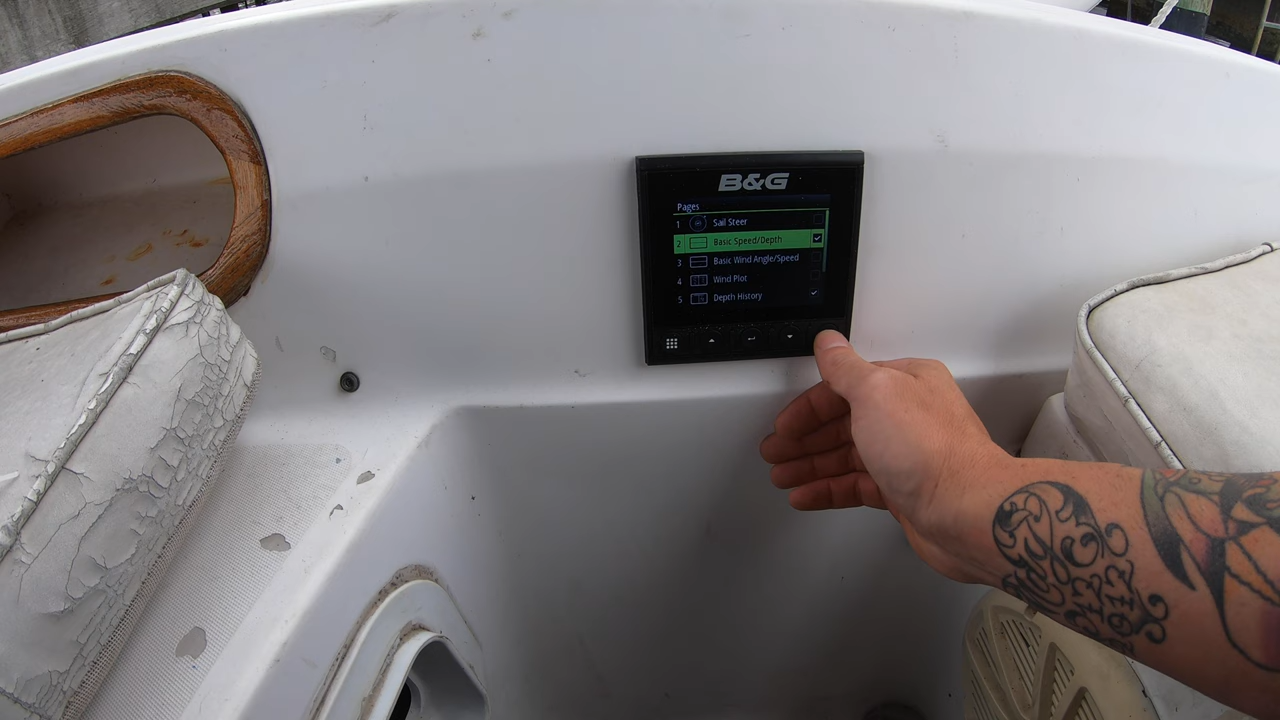 B&G
Pages
1 Sail Steer
2 Basic Speed/Depth
3 Basic Wind Angle/Speed
4 Wind Plot
5 Depth History